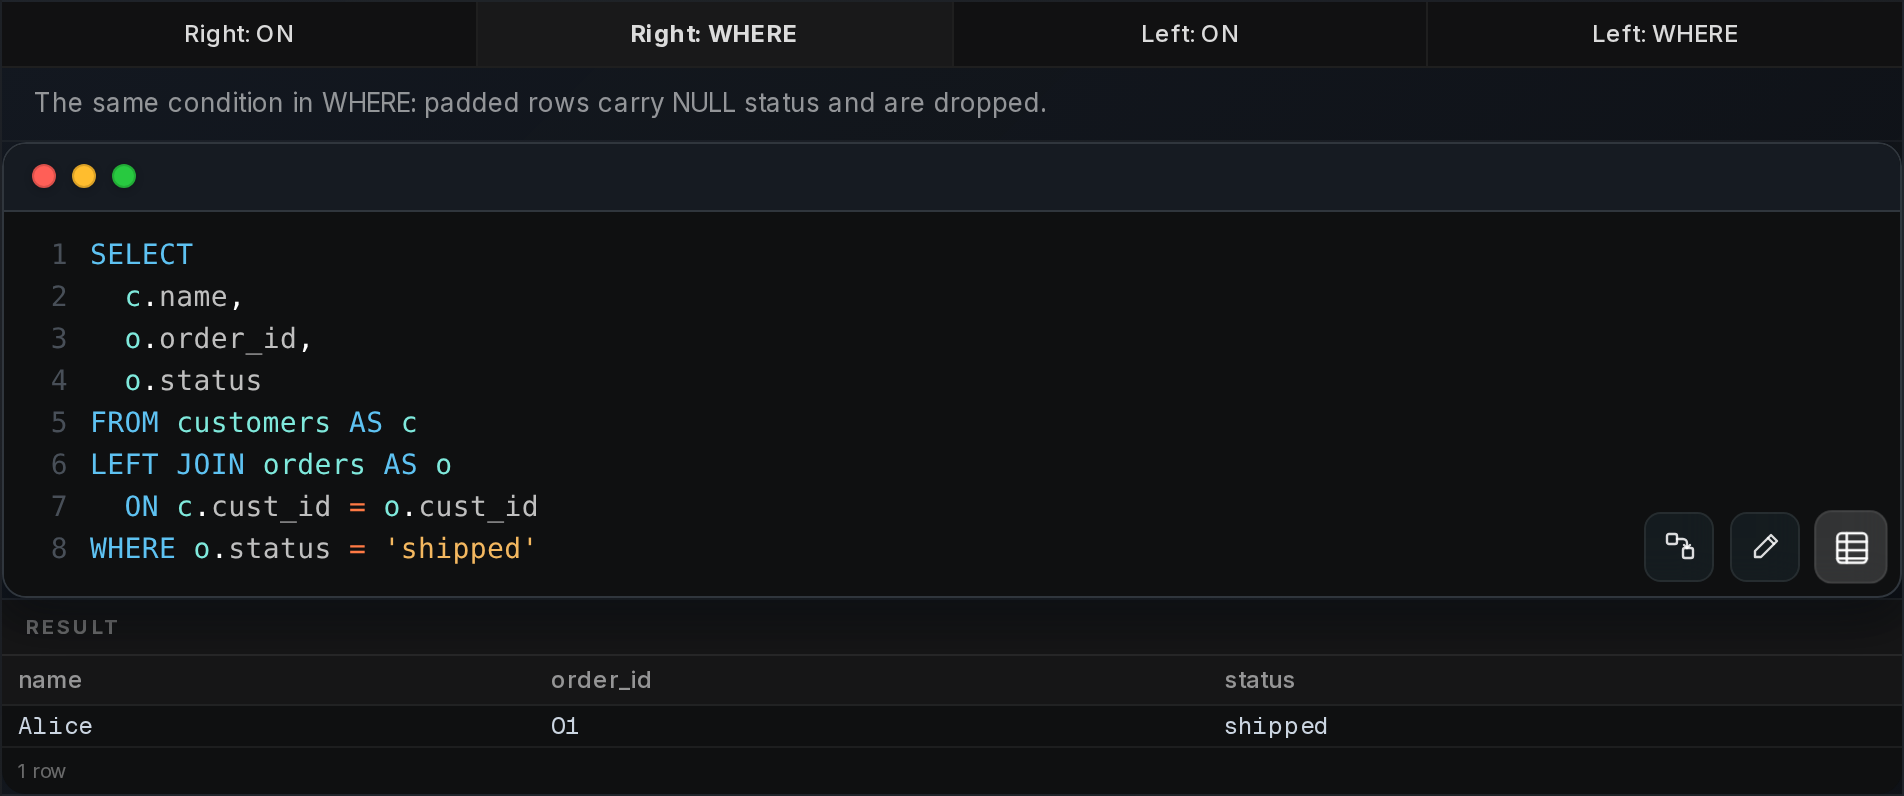 Right: ON
Right: WHERE
Left: ON
Left: WHERE
The same condition in WHERE: padded rows carry NULL status and are dropped.
1 SELECT
2   c.name,
3   o.order_id,
4   o.status
5 FROM customers AS c
6 LEFT JOIN orders AS o
7   ON c.cust_id = o.cust_id
8 WHERE o.status = 'shipped'
RESULT
name order_id status
Alice O1 shipped
1 row